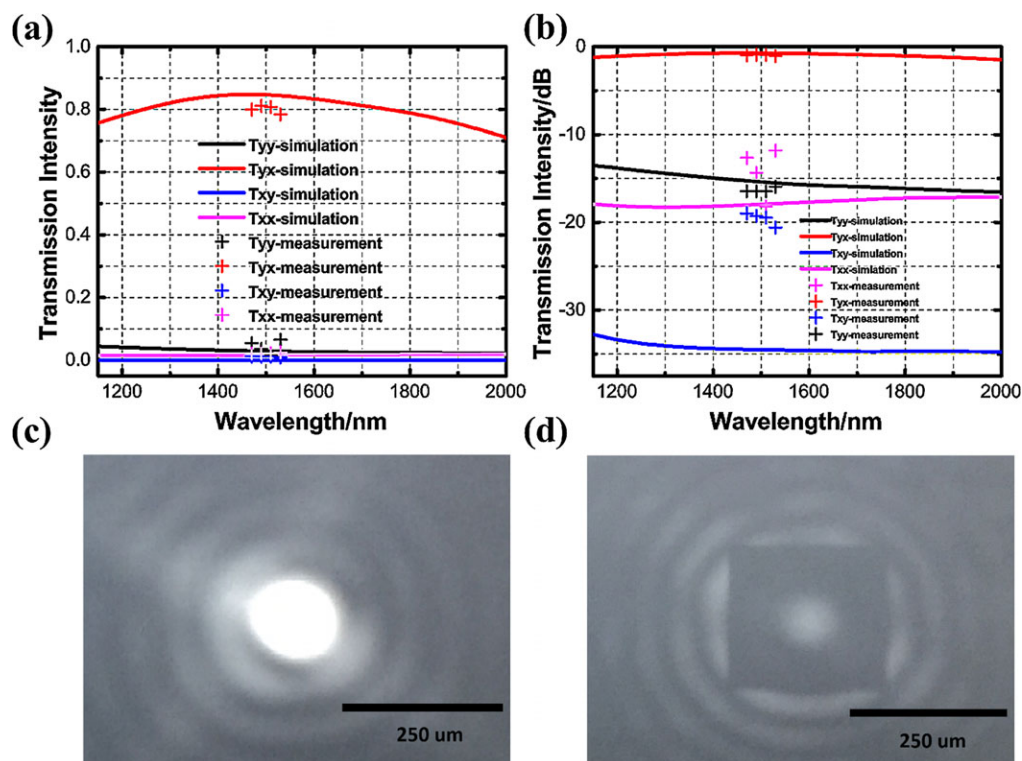 (a)
1.0
0.8
0.6
0.4
0.2
0.0
Transmission Intensity
Tyy-simulation
Tyx-simulation
Txy-simulation
Txx-simulation
Tyy-measurement
Tyx-measurement
Txy-measurement
Txx-measurement
1200 1400 1600 1800 2000
Wavelength/nm
(b)
0
-10
-20
-30
Transmission Intensity/dB
Tyy-simulation
Tyx-simulation
Txy-simulation
Txx-simlation
Txx-measurement
Tyx-measurement
Txy-measurement
Tyy-measurement
1200 1400 1600 1800 2000
Wavelength/nm
(c)
250 um
(d)
250 um